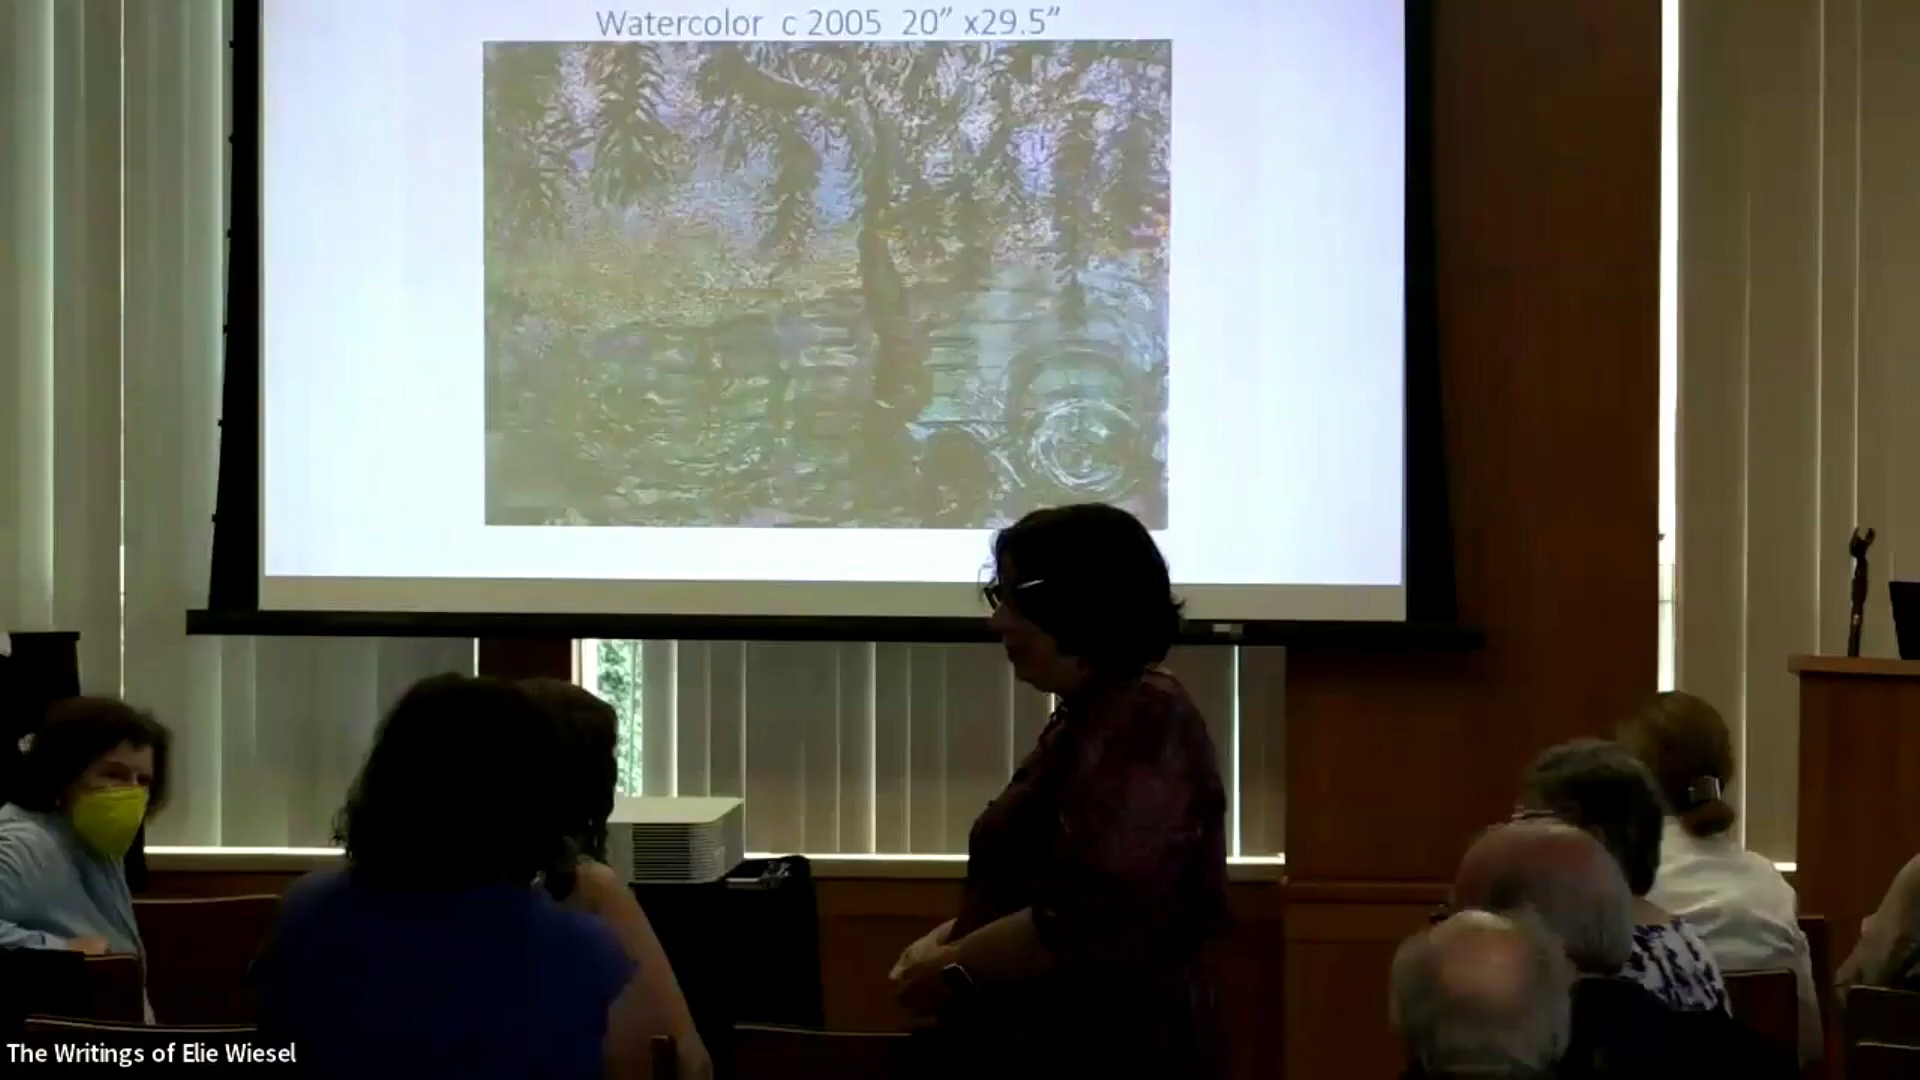 Watercolor c 2005 20” x29.5”
The Writings of Elie Wiesel